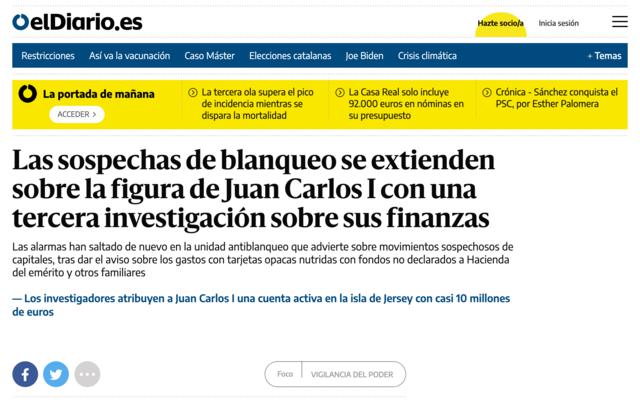 elDiario.es
Hazte socio/a
Inicia sesión
Restricciones Así va la vacunación Caso Máster Elecciones catalanas Joe Biden Crisis climática + Temas
La portada de mañana
ACCEDER >
La tercera ola supera el pico
de incidencia mientras se
dispara la mortalidad
La Casa Real solo incluye
92.000 euros en nóminas en
su presupuesto
Crónica - Sánchez conquista el
PSC, por Esther Palomera
Las sospechas de blanqueo se extienden
sobre la figura de Juan Carlos I con una
tercera investigación sobre sus finanzas
Las alarmas han saltado de nuevo en la unidad antiblanqueo que advierte sobre movimientos sospechosos de
capitales, tras dar el aviso sobre los gastos con tarjetas opacas nutridas con fondos no declarados a Hacienda
del emérito y otros familiares
— Los investigadores atribuyen a Juan Carlos I una cuenta activa en la isla de Jersey con casi 10 millones
de euros
Foco VIGILANCIA DEL PODER